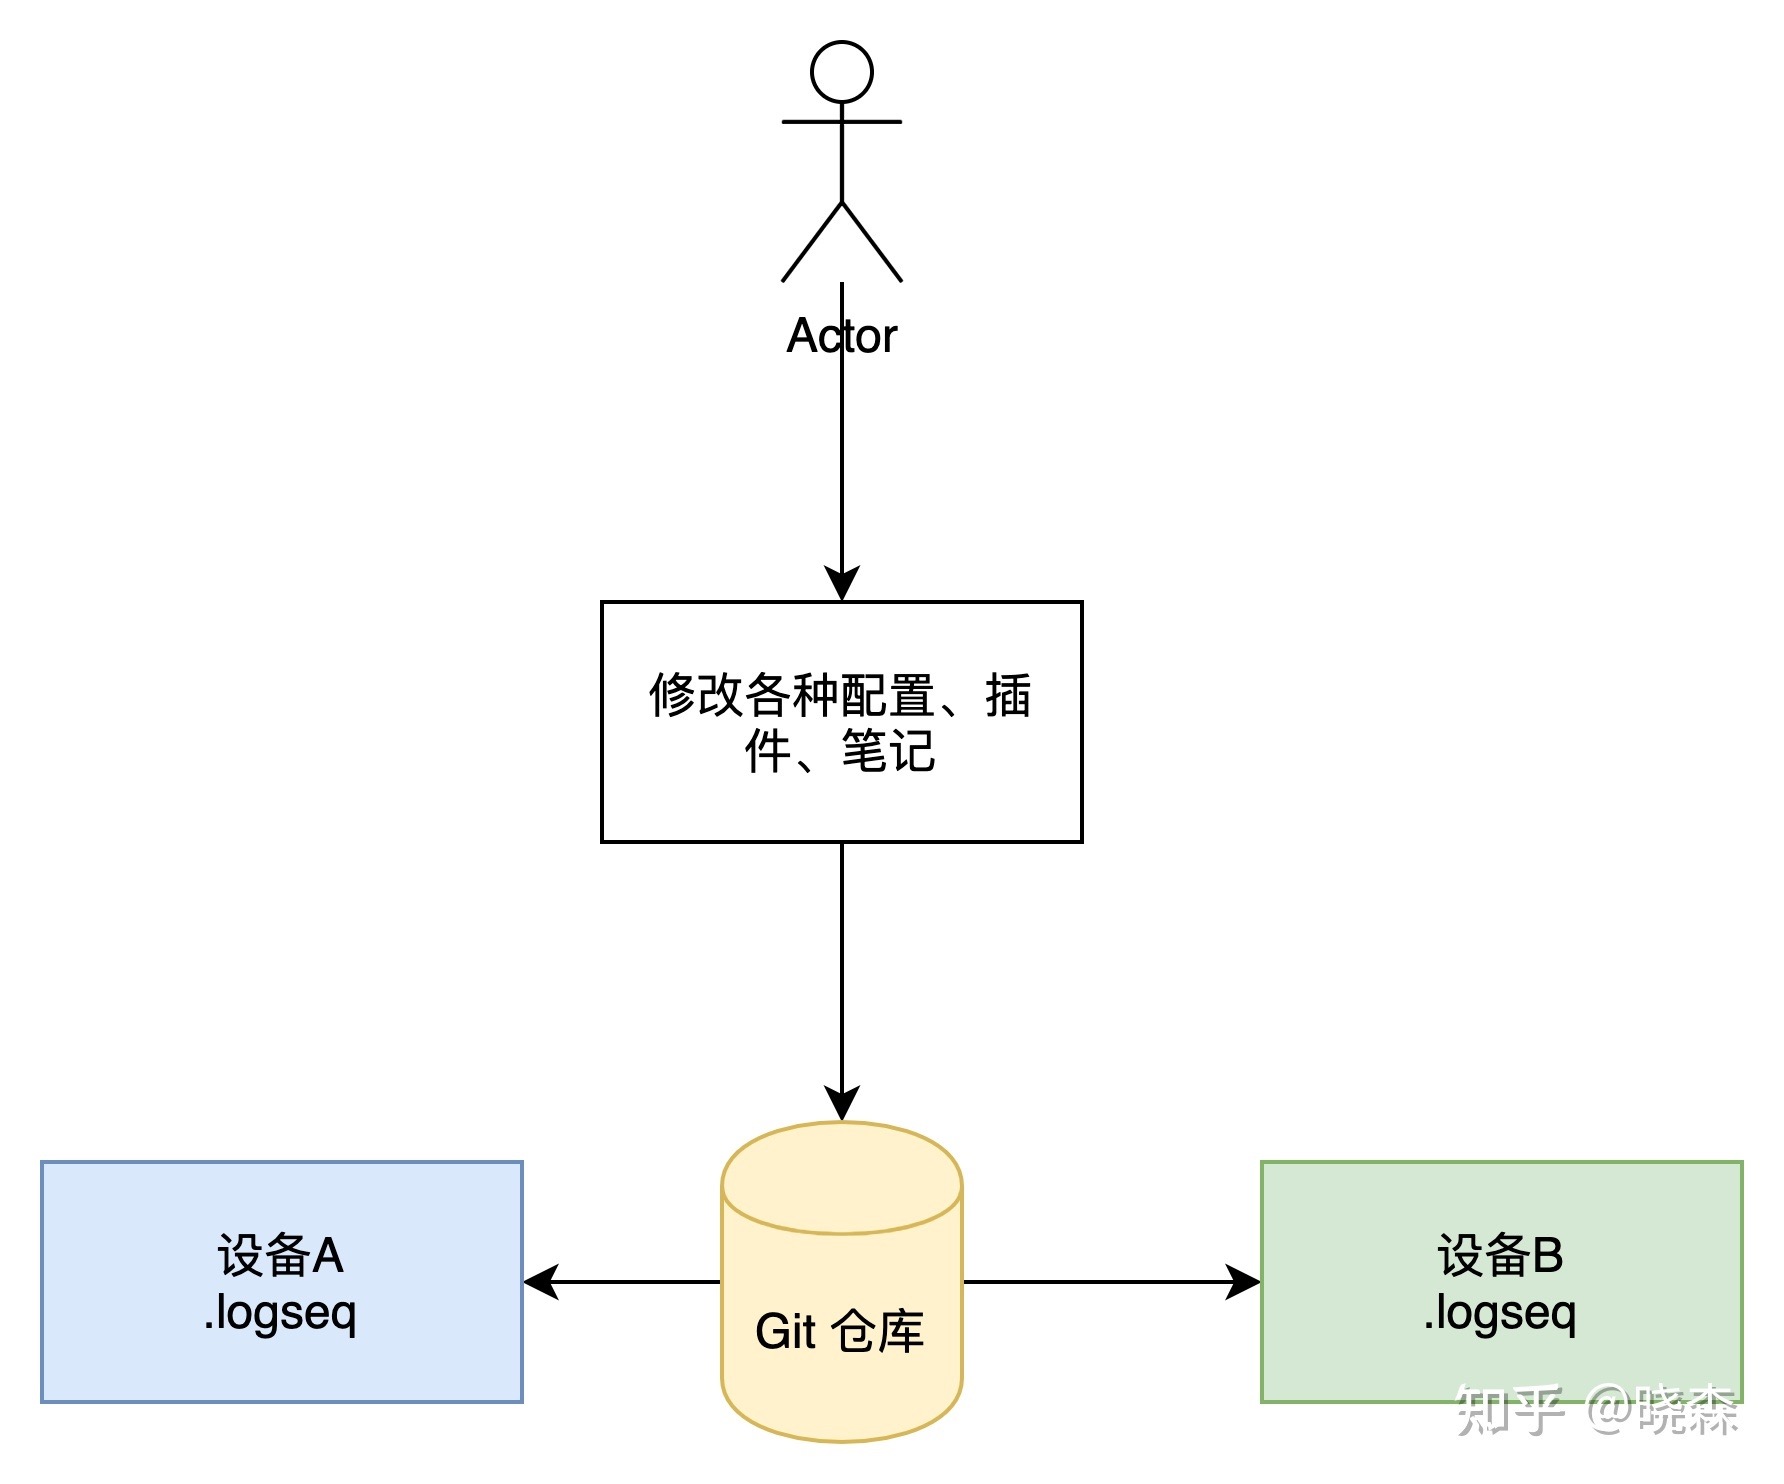 Actor
修改各种配置、插
件、笔记
设备A
.logseq
Git 仓库
设备B
.logseq
知乎 @晓森